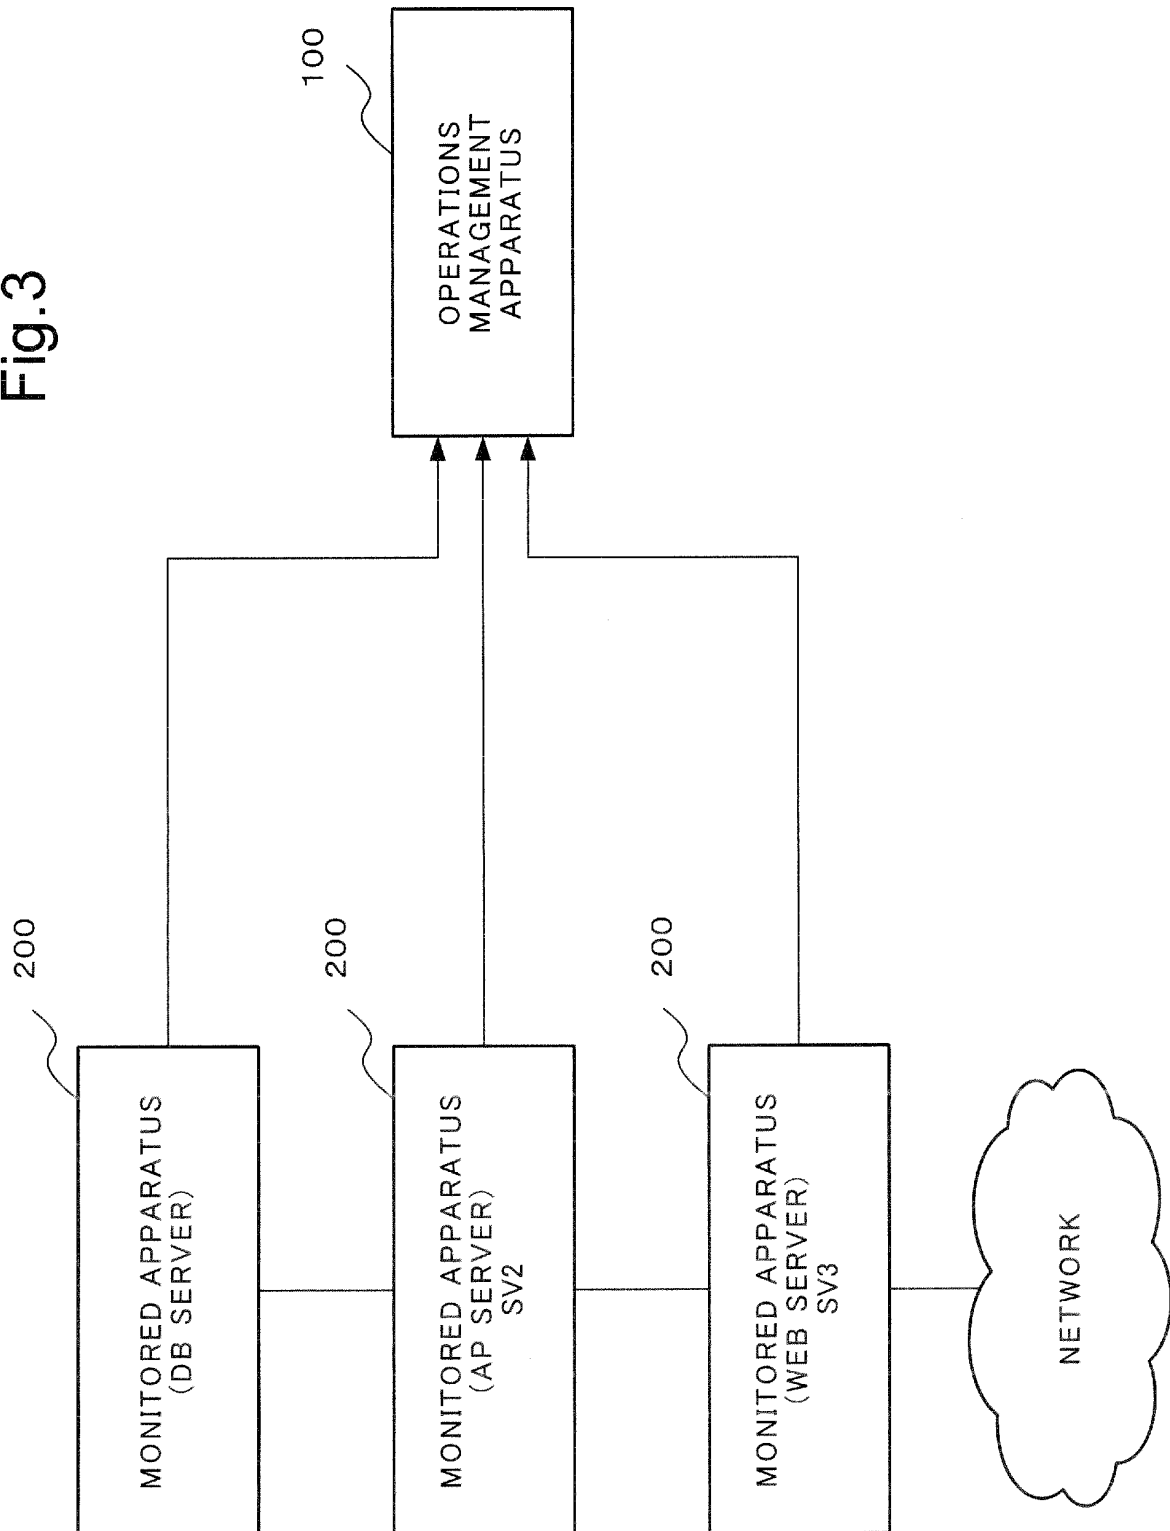 Fig.3
200
MONITORED APPARATUS
(DB SERVER)
200
MONITORED APPARATUS
(AP SERVER)
SV2
200
MONITORED APPARATUS
(WEB SERVER)
SV3
NETWORK
100
OPERATIONS
MANAGEMENT
APPARATUS